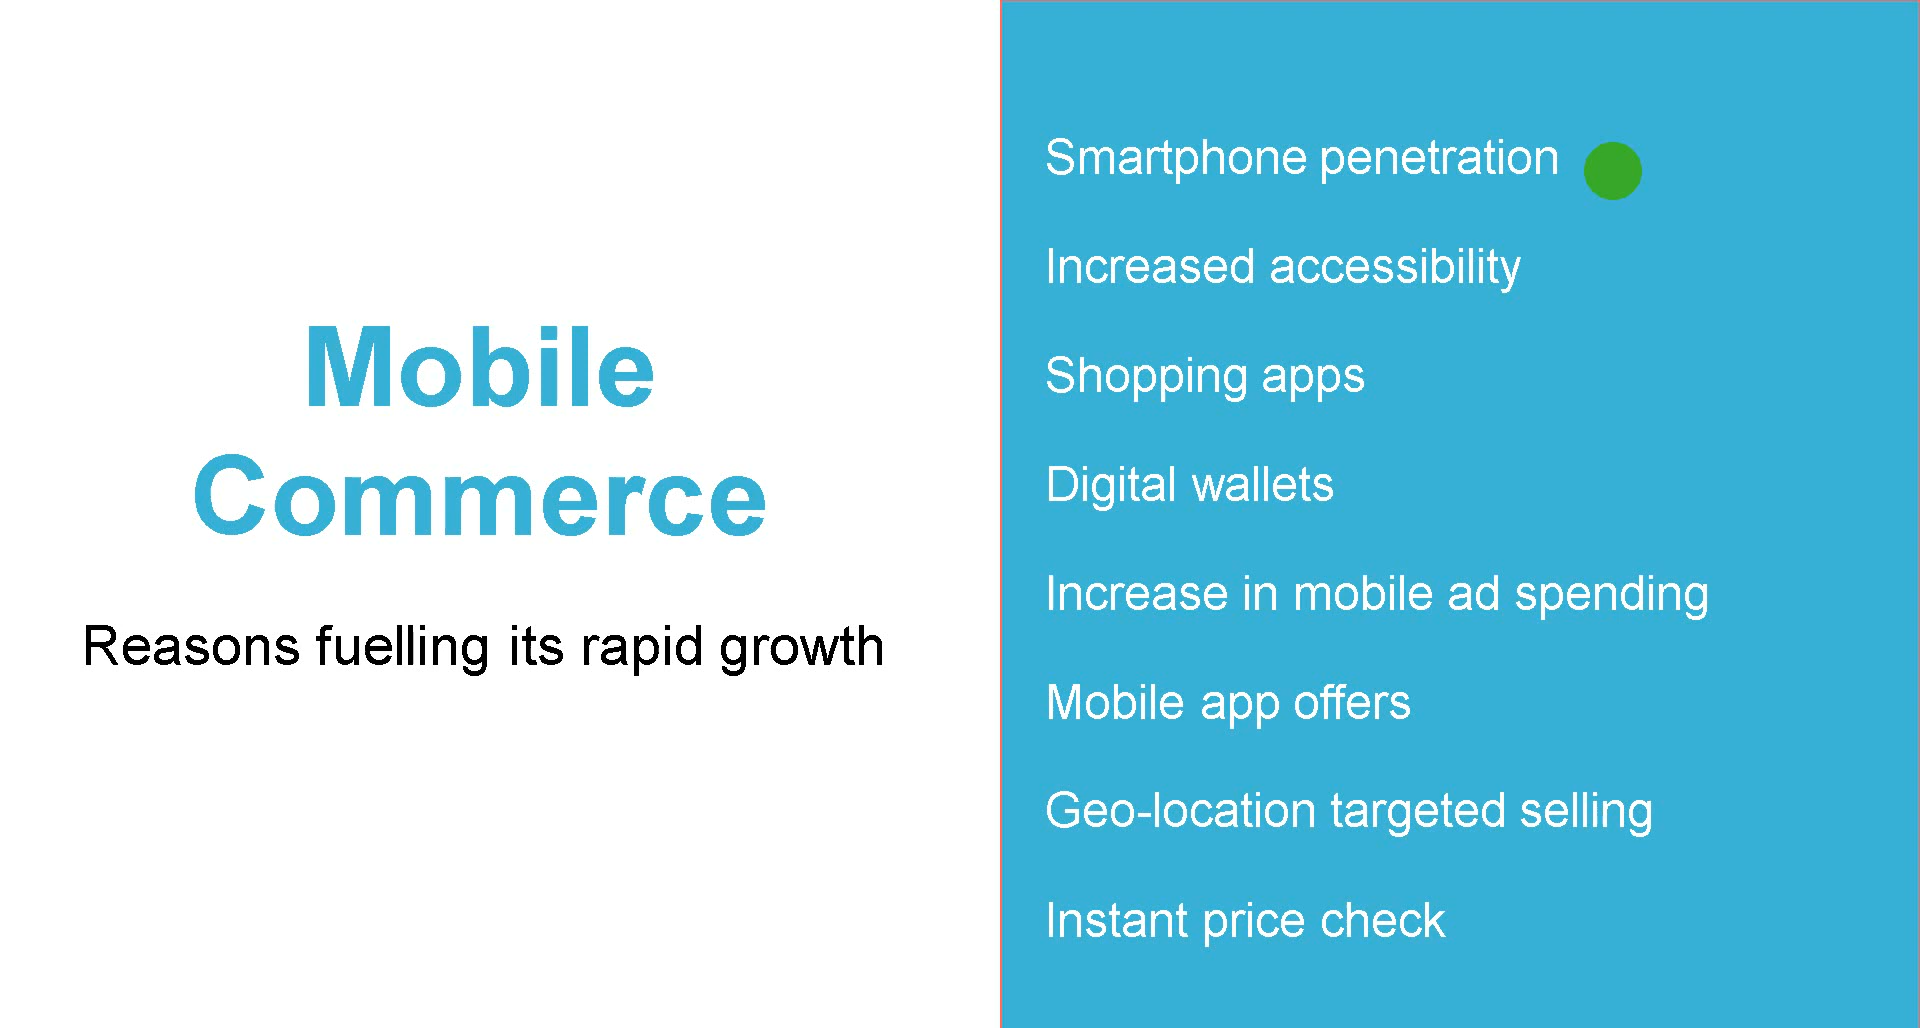 Mobile
Commerce
Reasons fuelling its rapid growth
Smartphone penetration
Increased accessibility
Shopping apps
Digital wallets
Increase in mobile ad spending
Mobile app offers
Geo-location targeted selling
Instant price check